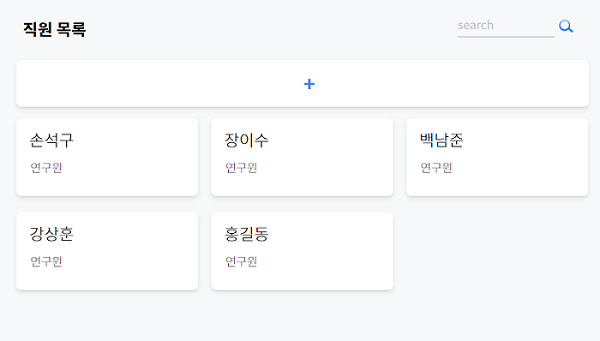 직원 목록
search
+
손석구
연구원
장이수
연구원
백남준
연구원
강상훈
연구원
홍길동
연구원